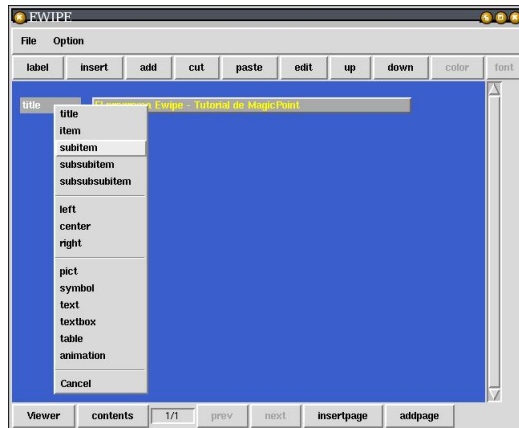 EWIPE
File Option
label insert add cut paste edit up down color font
title El programa Ewipe - Tutorial de MagicPoint
title
item
subitem
subsubitem
subsubsubitem
left
center
right
pict
symbol
text
textbox
table
animation
Cancel
Viewer contents 1/1 prev next insertpage addpage